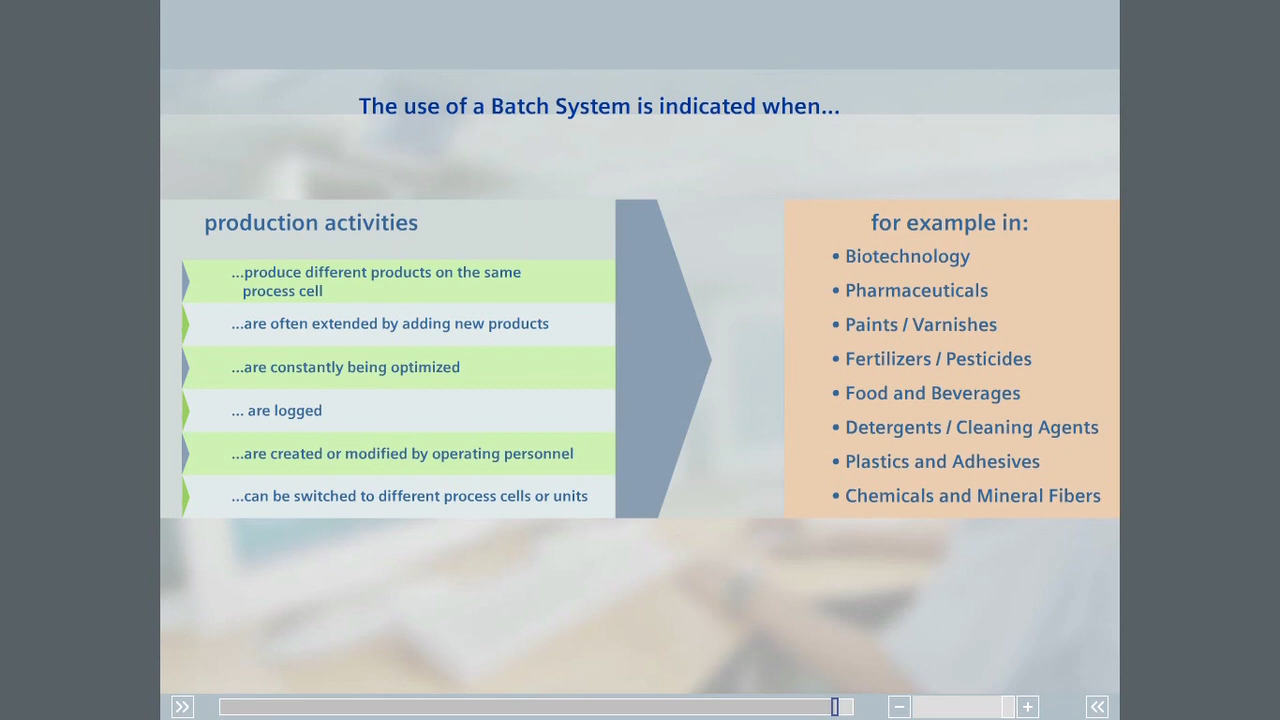 The use of a Batch System is indicated when...
production activities
...produce different products on the same
process cell
...are often extended by adding new products
...are constantly being optimized
... are logged
...are created or modified by operating personnel
...can be switched to different process cells or units
for example in:
• Biotechnology
• Pharmaceuticals
• Paints / Varnishes
• Fertilizers / Pesticides
• Food and Beverages
• Detergents / Cleaning Agents
• Plastics and Adhesives
• Chemicals and Mineral Fibers